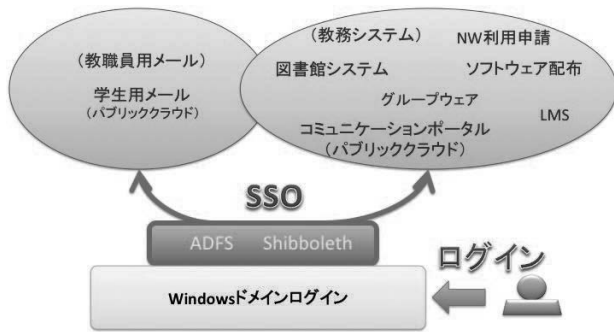 (教職員用メール)
学生用メール
(パブリッククラウド)
(教務システム)
NW利用申請
図書館システム
ソフトウェア配布
グループウェア
LMS
コミュニケーションポータル
(パブリッククラウド)
SSO
ADFS Shibboleth
ログイン
Windowsドメインログイン